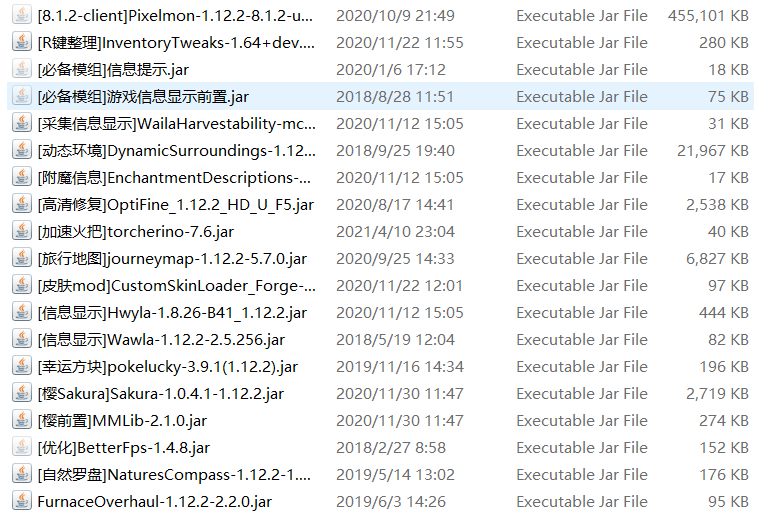 [8.1.2-client]Pixelmon-1.12.2-8.1.2-u... 2020/10/9 21:49 Executable Jar File 455,101 KB
[R键整理]InventoryTweaks-1.64+dev.... 2020/11/22 11:55 Executable Jar File 280 KB
[必备模组]信息提示.jar 2020/1/6 17:12 Executable Jar File 18 KB
[必备模组]游戏信息显示前置.jar 2018/8/28 11:51 Executable Jar File 75 KB
[采集信息显示]WailaHarvestability-mc... 2020/11/12 15:05 Executable Jar File 31 KB
[动态环境]DynamicSurroundings-1.12... 2018/9/25 19:40 Executable Jar File 21,967 KB
[附魔信息]EnchantmentDescriptions-... 2020/11/12 15:05 Executable Jar File 17 KB
[高清修复]OptiFine_1.12.2_HD_U_F5.jar 2020/8/17 14:41 Executable Jar File 2,538 KB
[加速火把]torcherino-7.6.jar 2021/4/10 23:04 Executable Jar File 40 KB
[旅行地图]journeymap-1.12.2-5.7.0.jar 2020/9/25 14:33 Executable Jar File 6,827 KB
[皮肤mod]CustomSkinLoader_Forge-... 2020/11/22 12:01 Executable Jar File 97 KB
[信息显示]Hwyla-1.8.26-B41_1.12.2.jar 2020/11/12 15:05 Executable Jar File 444 KB
[信息显示]Wawla-1.12.2-2.5.256.jar 2018/5/19 12:04 Executable Jar File 82 KB
[幸运方块]pokelucky-3.9.1(1.12.2).jar 2019/11/16 14:34 Executable Jar File 196 KB
[樱Sakura]Sakura-1.0.4.1-1.12.2.jar 2020/11/30 11:47 Executable Jar File 2,719 KB
[樱前置]MMLib-2.1.0.jar 2020/11/30 11:47 Executable Jar File 274 KB
[优化]BetterFps-1.4.8.jar 2018/2/27 8:58 Executable Jar File 152 KB
[自然罗盘]NaturesCompass-1.12.2-1.... 2019/5/14 13:02 Executable Jar File 176 KB
FurnaceOverhaul-1.12.2-2.2.0.jar 2019/6/3 14:26 Executable Jar File 95 KB